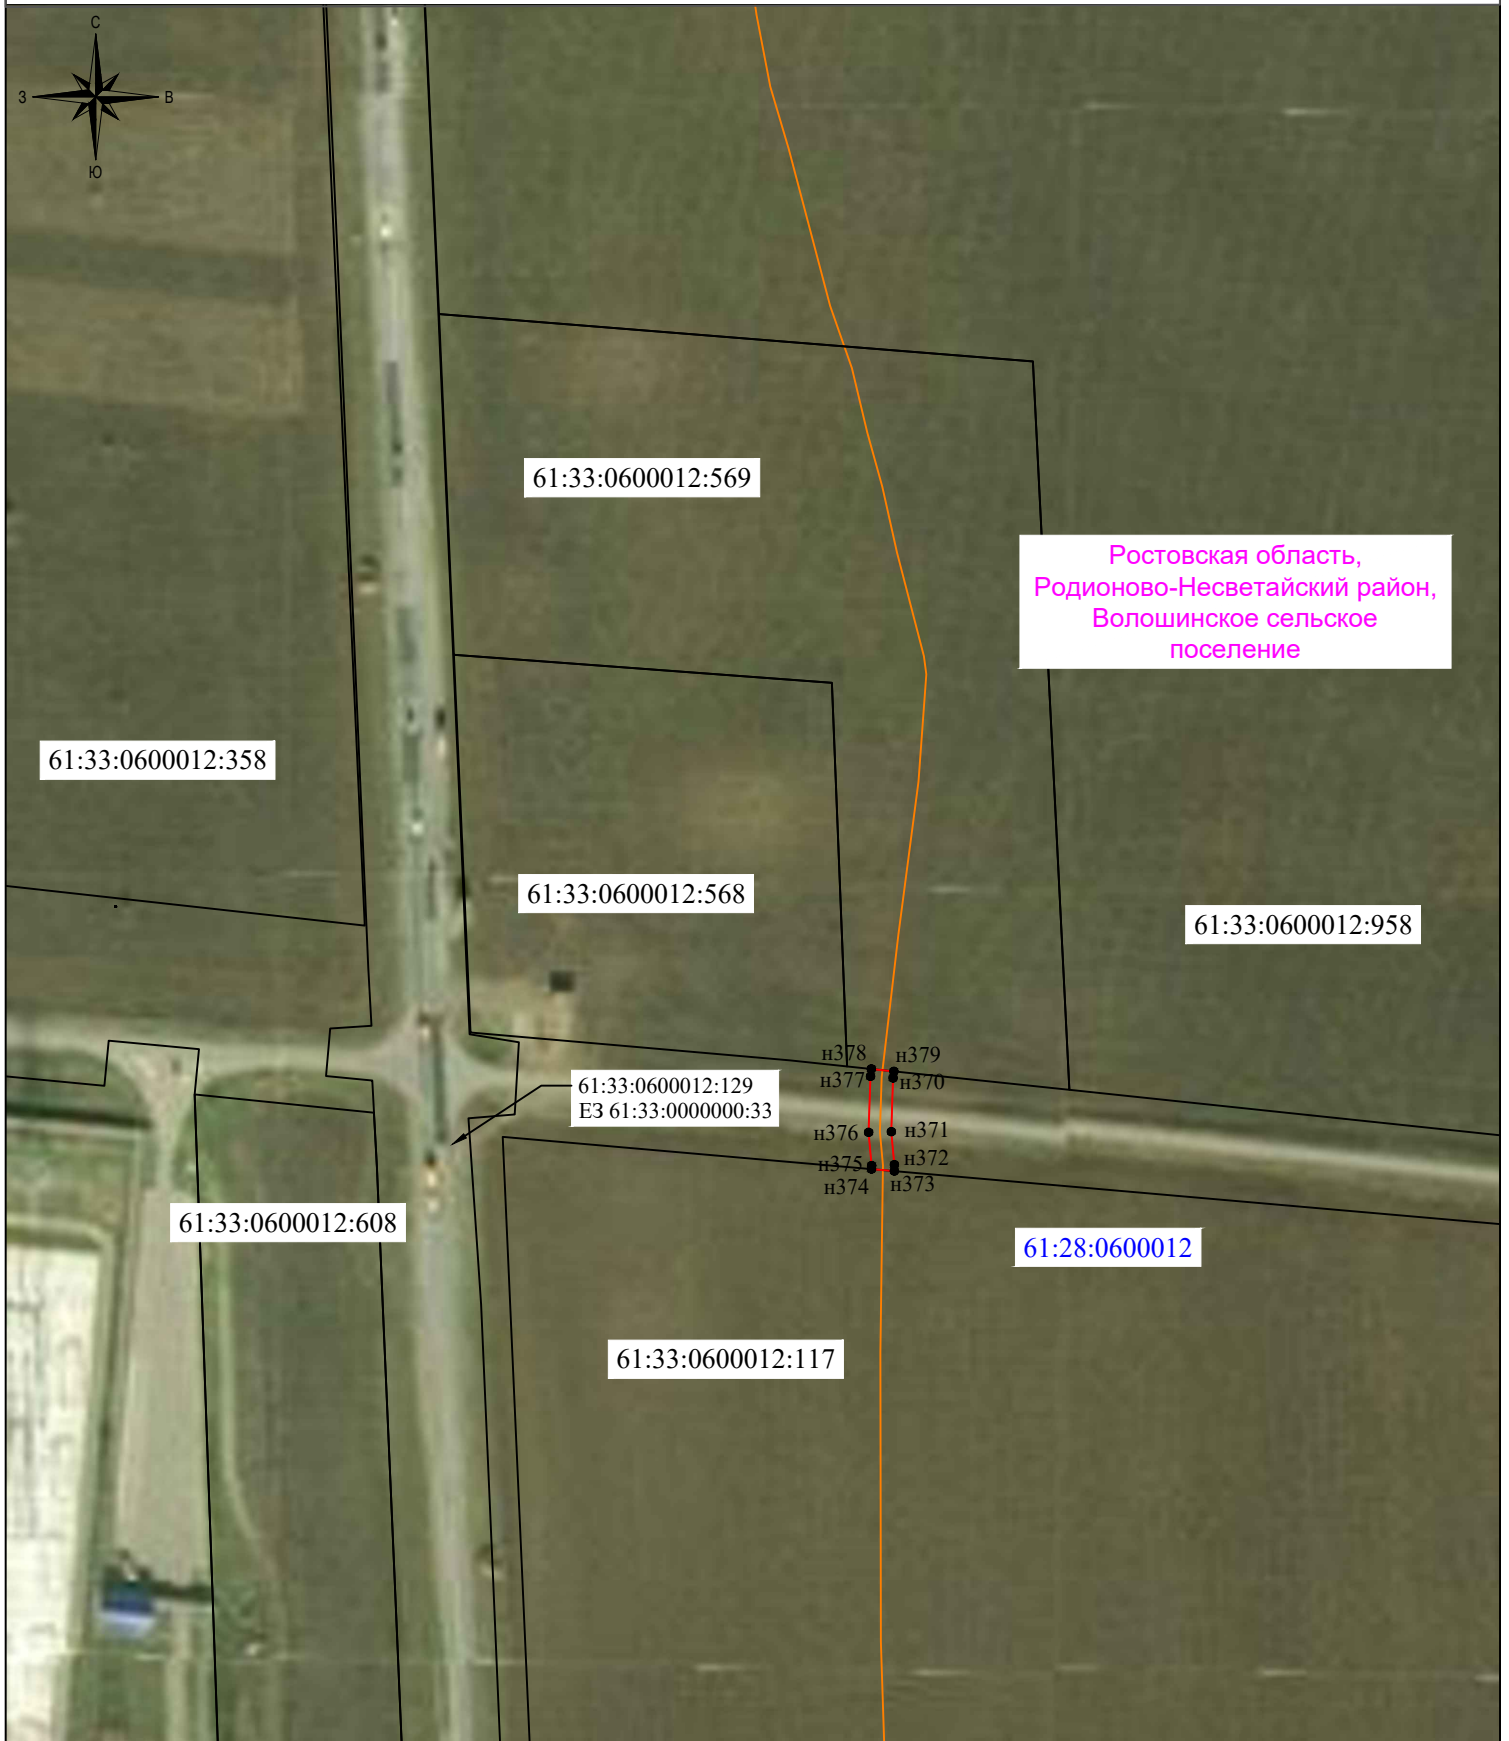 С
З
В
Ю
61:33:0600012:569
Ростовская область,
Родионово-Несветайский район,
Волошинское сельское
поселение
61:33:0600012:358
61:33:0600012:568
61:33:0600012:958
н378
н379
н377
н370
61:33:0600012:129
ЕЗ 61:33:0000000:33
н376
н371
н375
н372
н374
н373
61:33:0600012:608
61:28:0600012
61:33:0600012:117